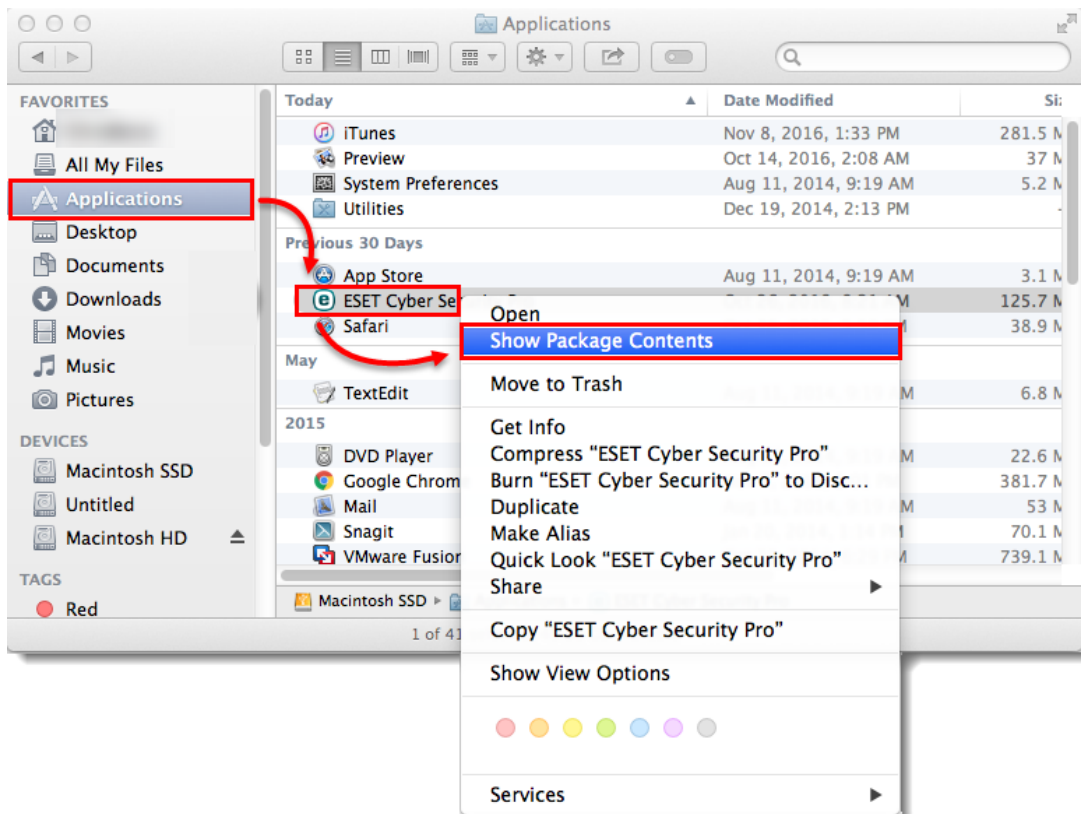 Applications
FAVORITES
All My Files
Applications
Desktop
Documents
Downloads
Movies
Music
Pictures
DEVICES
Macintosh SSD
Untitled
Macintosh HD
TAGS
Red
Today Date Modified Siz
iTunes Nov 8, 2016, 1:33 PM 281.5 M
Preview Oct 14, 2016, 2:08 AM 37 M
System Preferences Aug 11, 2014, 9:19 AM 5.2 M
Utilities Dec 19, 2014, 2:13 PM -
Previous 30 Days
App Store Aug 11, 2014, 9:19 AM 3.1 M
ESET Cyber Se 125.7 M
Safari 38.9 M
May
TextEdit M 6.8 M
2015
DVD Player M 22.6 M
Google Chrom 381.7 M
Mail M 53 M
Snagit 70.1 M
VMware Fusion 739.1 M
Macintosh SSD
1 of 41
Open
Show Package Contents
Move to Trash
Get Info
Compress “ESET Cyber Security Pro”
Burn “ESET Cyber Security Pro” to Disc...
Duplicate
Make Alias
Quick Look “ESET Cyber Security Pro”
Share
Copy “ESET Cyber Security Pro”
Show View Options
Services